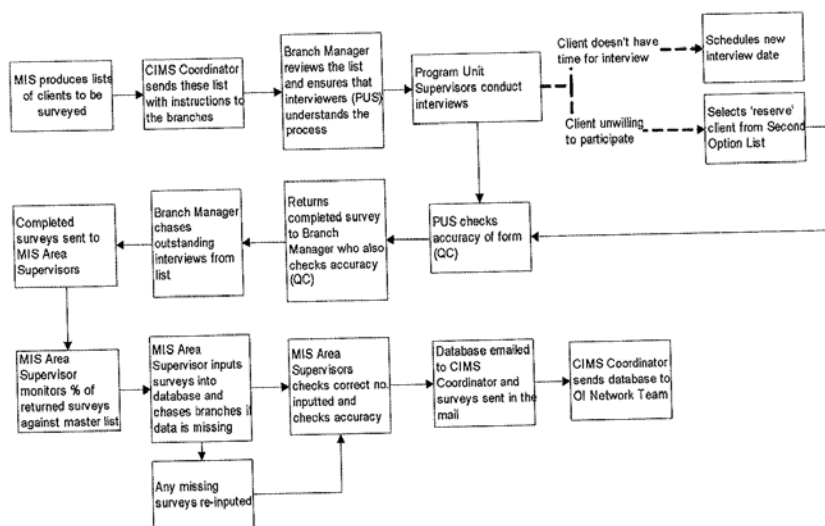 MIS produces lists
of clients to be
surveyed
CIMS Coordinator
sends these list
with instructions to
the branches
Branch Manager
reviews the list
and ensures that
interviewers (PUS)
understands the
process
Program Unit
Supervisors conduct
interviews
Client doesn't have
time for interview
Client unwilling
to participate
Schedules new
interview date
Selects 'reserve'
client from Second
Option List
Completed
surveys sent to
MIS Area
Supervisors
Branch Manager
chases
outstanding
interviews from
list
Returns
completed survey
to Branch
Manager who also
checks accuracy
(QC)
PUS checks
accuracy of form
(QC)
MIS Area
Supervisor
monitors % of
returned surveys
against master list
MIS Area
Supervisor inputs
surveys into
database and
chases branches if
data is missing
MIS Area
Supervisors
checks correct no.
inputted and
checks accuracy
Database emailed
to CIMS
Coordinator and
surveys sent in the
mail
CIMS Coordinator
sends database to
OI Network Team
Any missing
surveys re-inputed